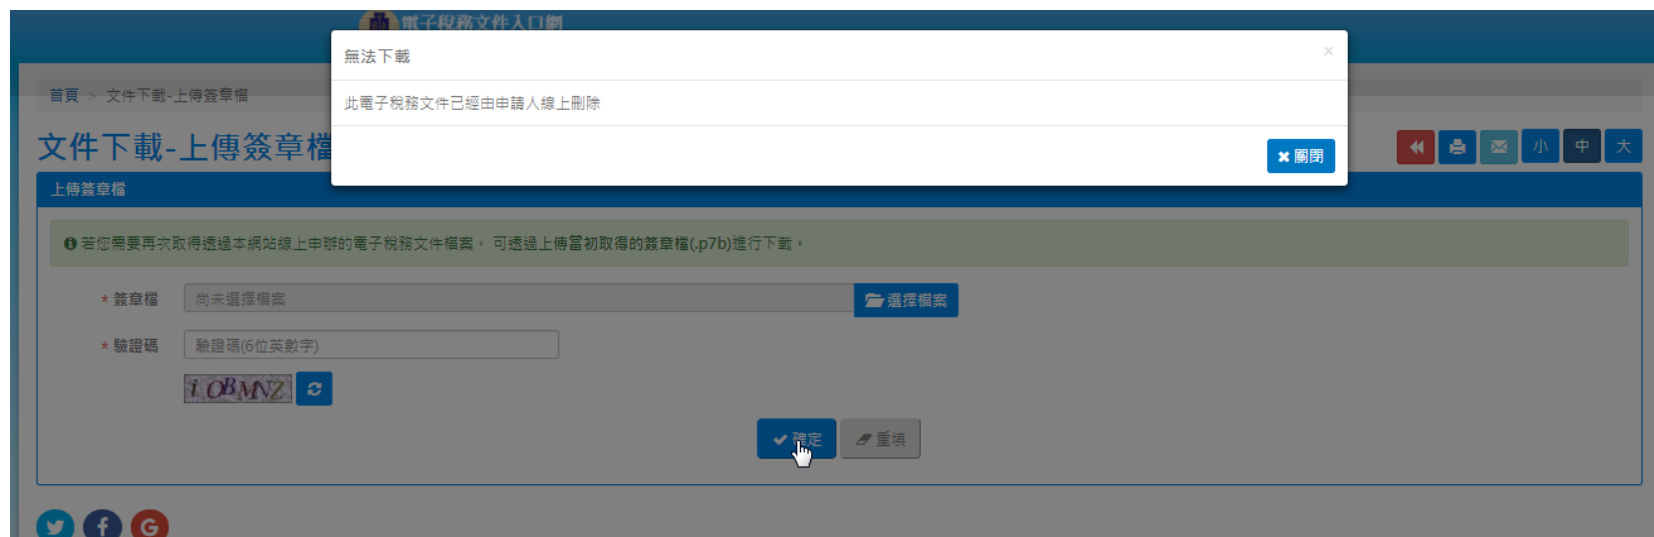 電子稅務文件入口網
無法下載
×
首頁 > 文件下載-上傳簽章檔
此電子稅務文件已經由申請人線上刪除
文件下載-上傳簽章檔
關閉
小 中 大
上傳簽章檔
若您需要再次取得透過本網站線上申辦的電子稅務文件檔案， 可透過上傳當初取得的簽章檔(.p7b)進行下載。
* 簽章檔 尚未選擇檔案 選擇檔案
* 驗證碼 驗證碼(6位英數字)
iOBMNZ
確定 重填
f G